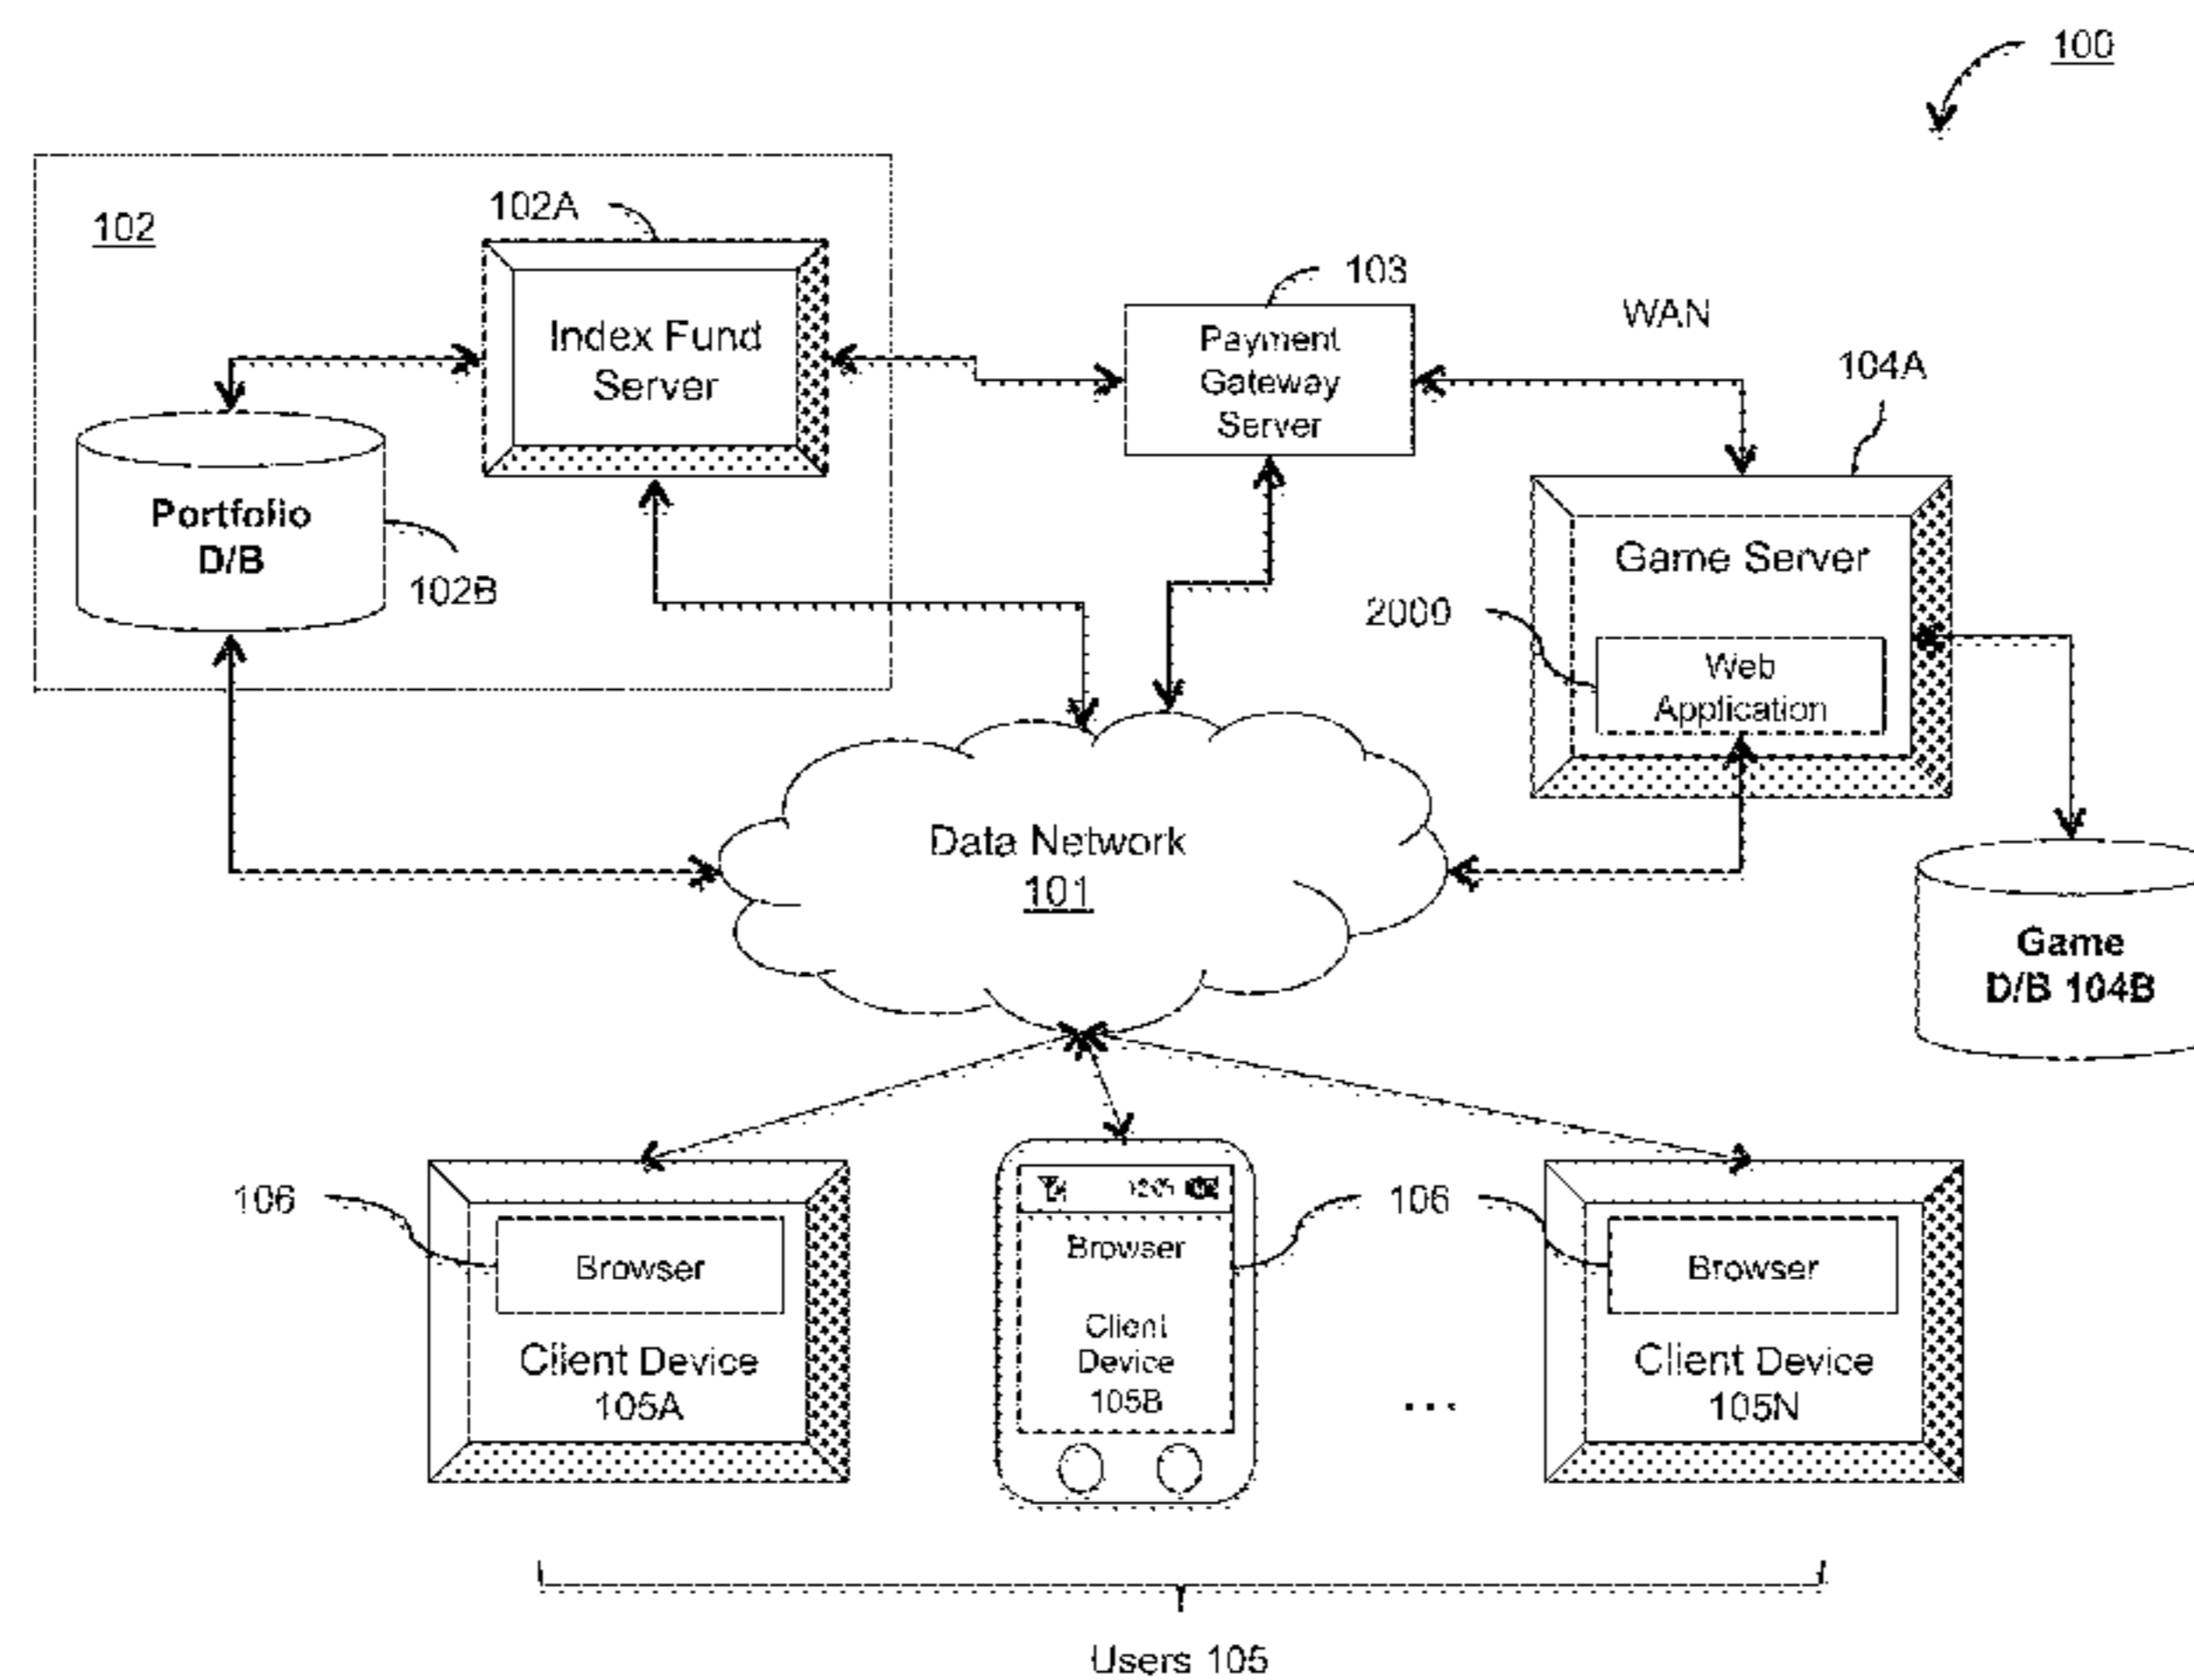 100
102
102A
Index Fund
Server
103
Payment
Gateway
Server
WAN
104A
Portfolio
D/B
102B
Game Server
2000
Web
Application
Data Network
101
Game
D/B 104B
106
Browser
Client Device
105A
Browser
Client
Device
105B
106
...
Browser
Client Device
105N
Users 105